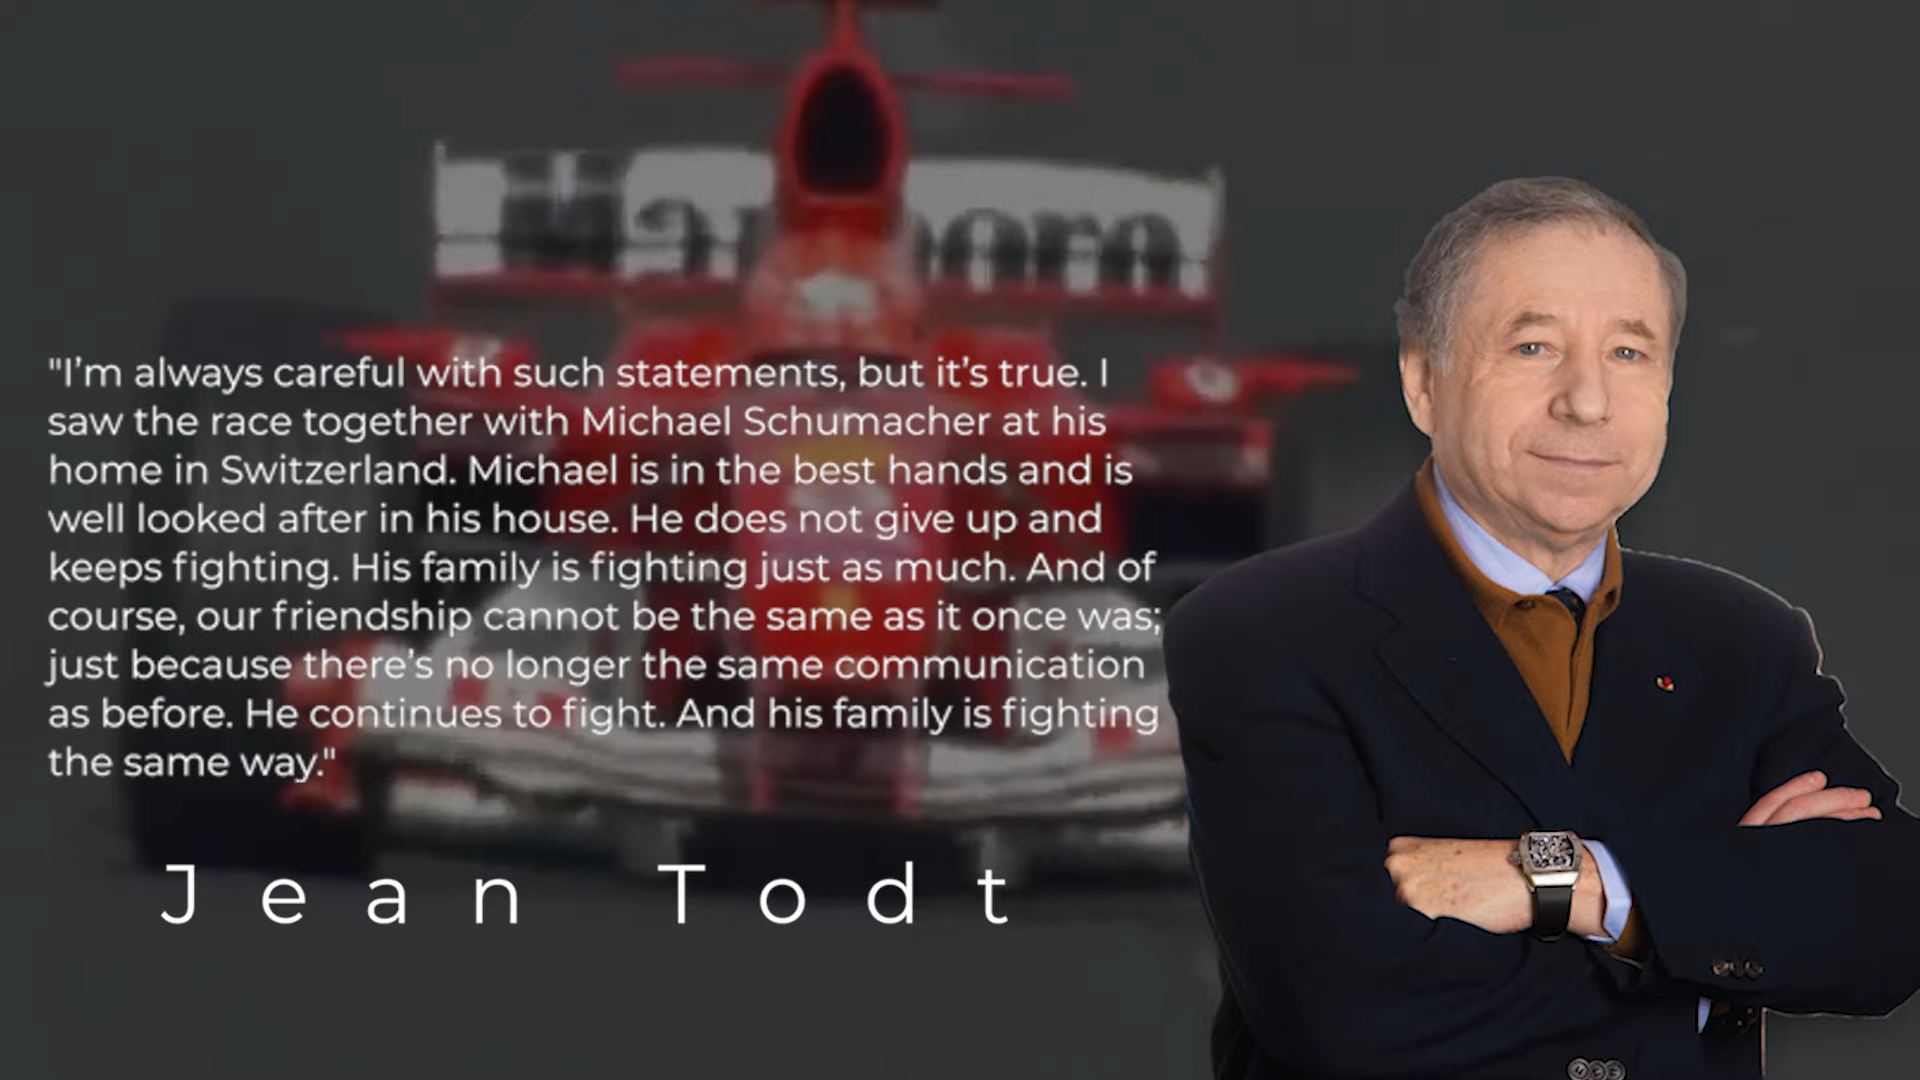 "I’m always careful with such statements, but it’s true. I
saw the race together with Michael Schumacher at his
home in Switzerland. Michael is in the best hands and is
well looked after in his house. He does not give up and
keeps fighting. His family is fighting just as much. And of
course, our friendship cannot be the same as it once was;
just because there’s no longer the same communication
as before. He continues to fight. And his family is fighting
the same way."
Jean Todt